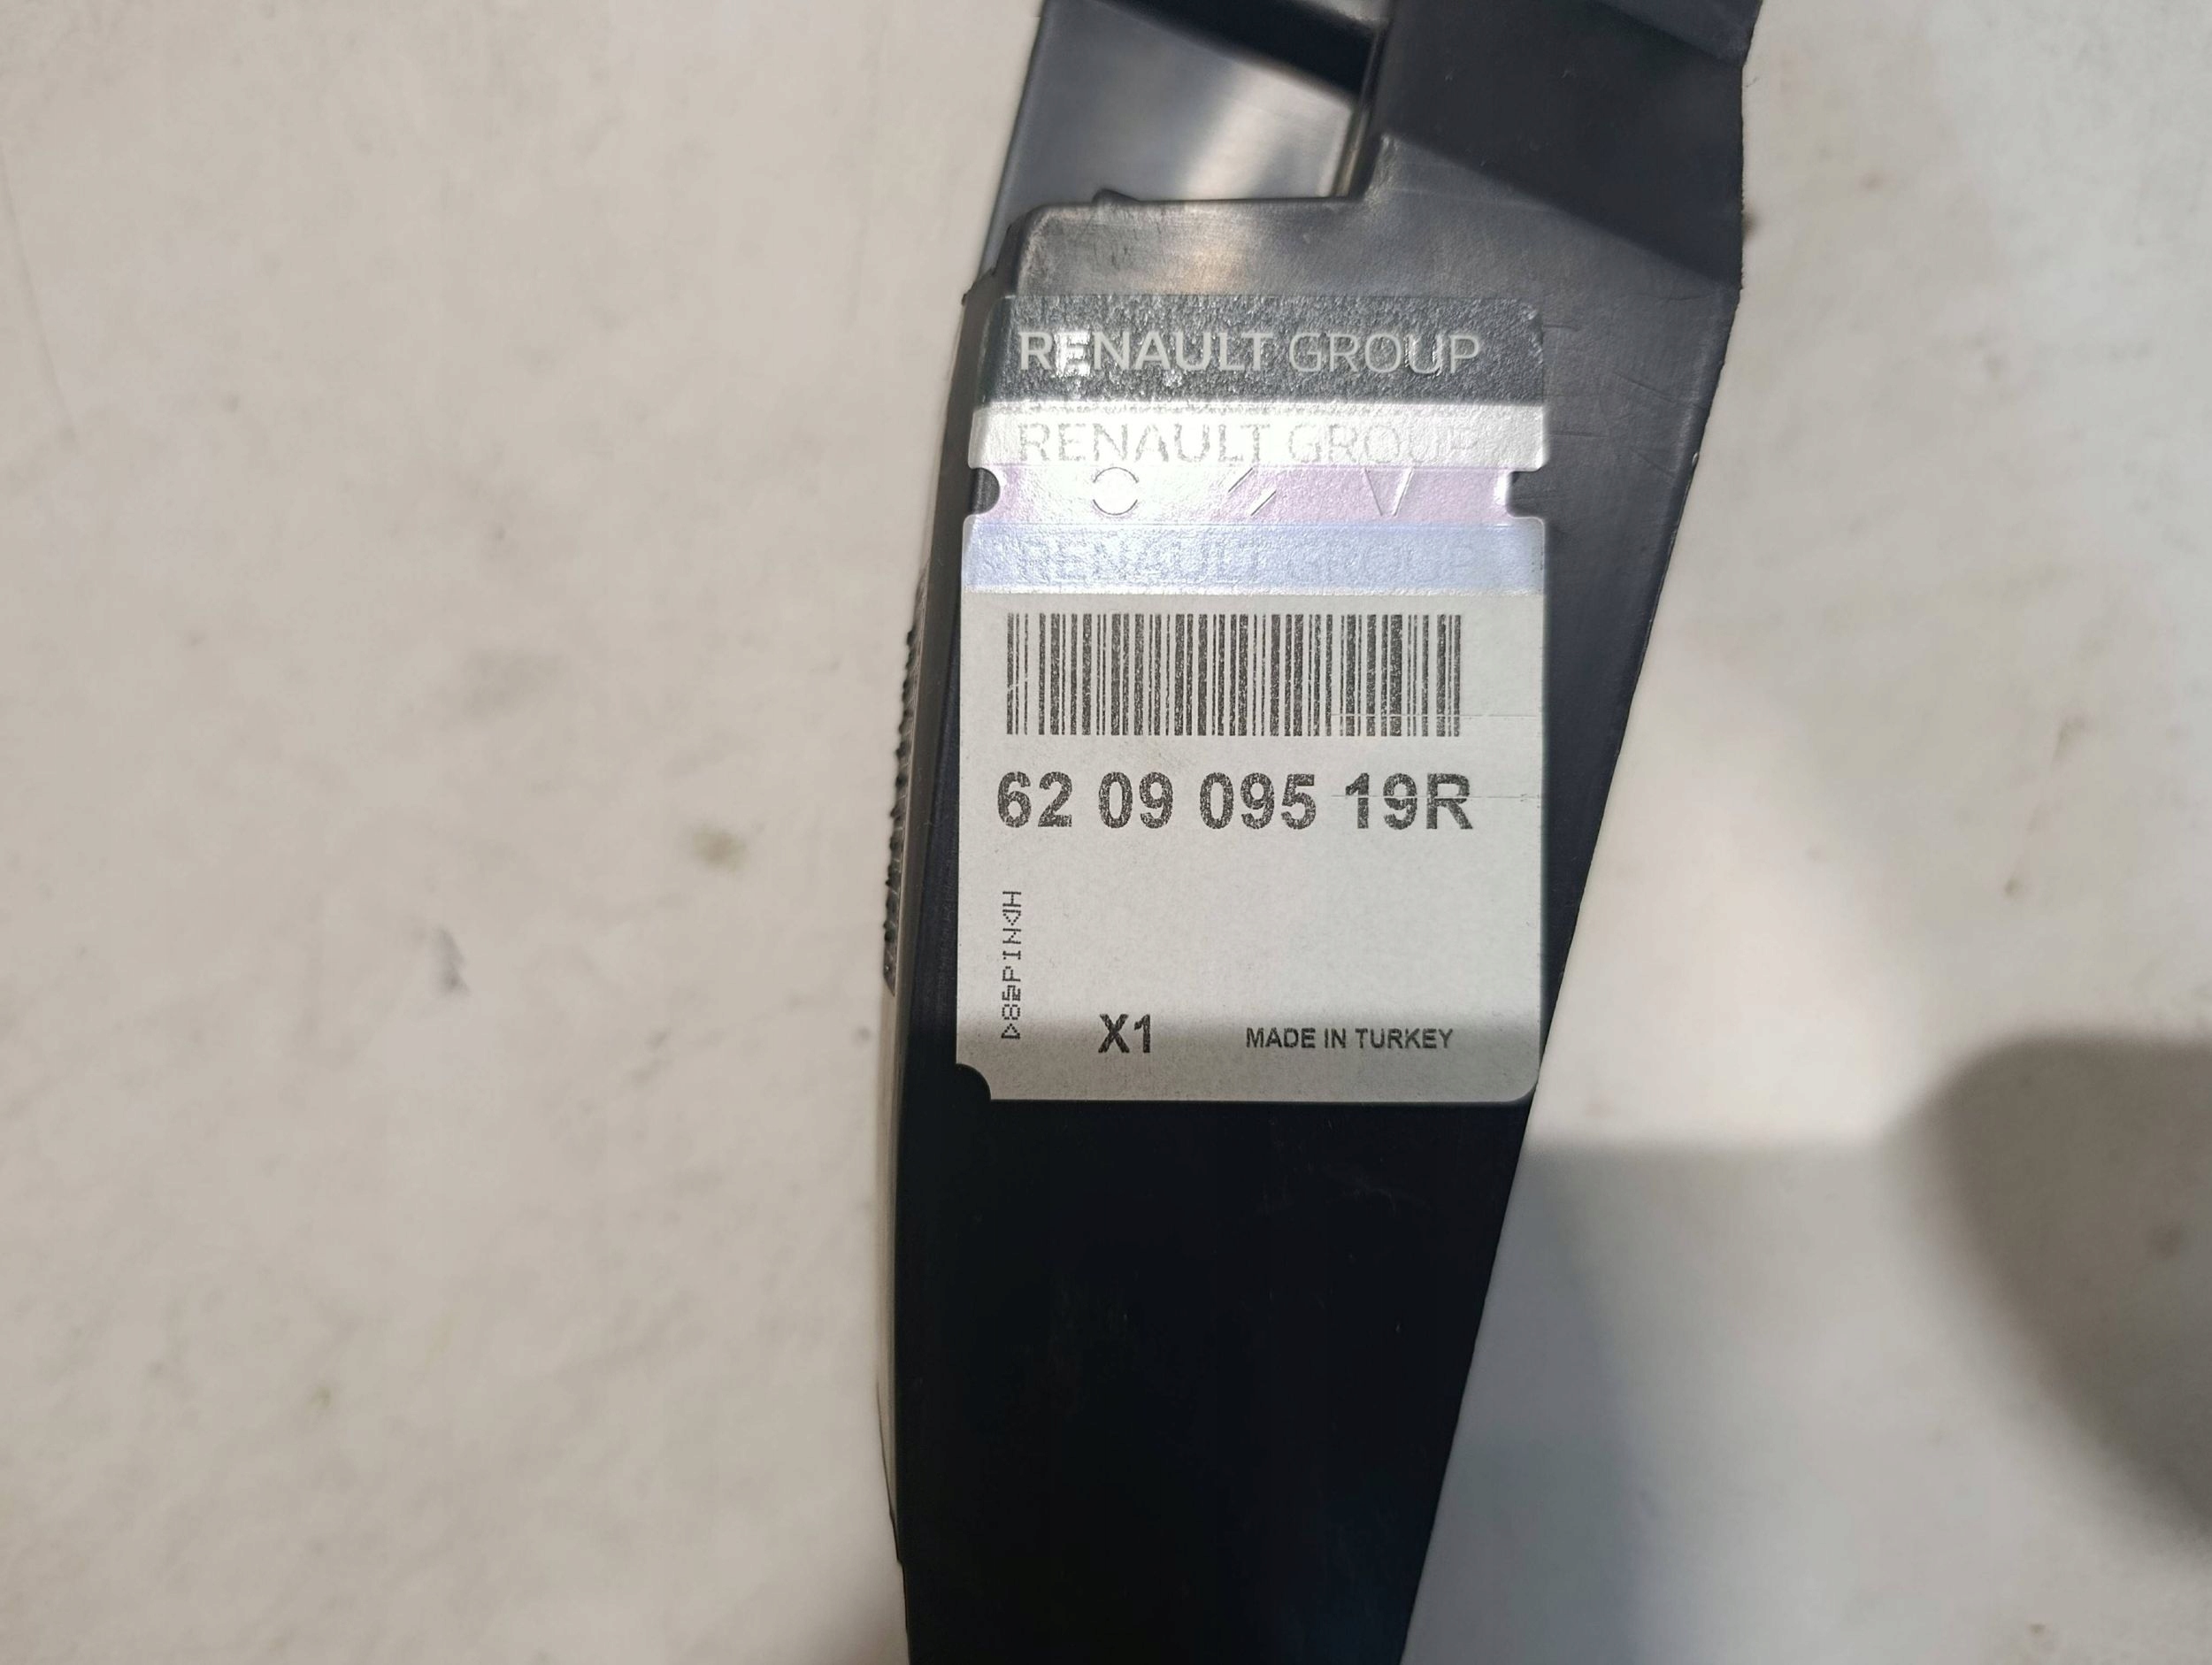 RENAULT GROUP
RENAULT GROUP
RENAULT GROUP
62 09 095 19R
X1 MADE IN TURKEY